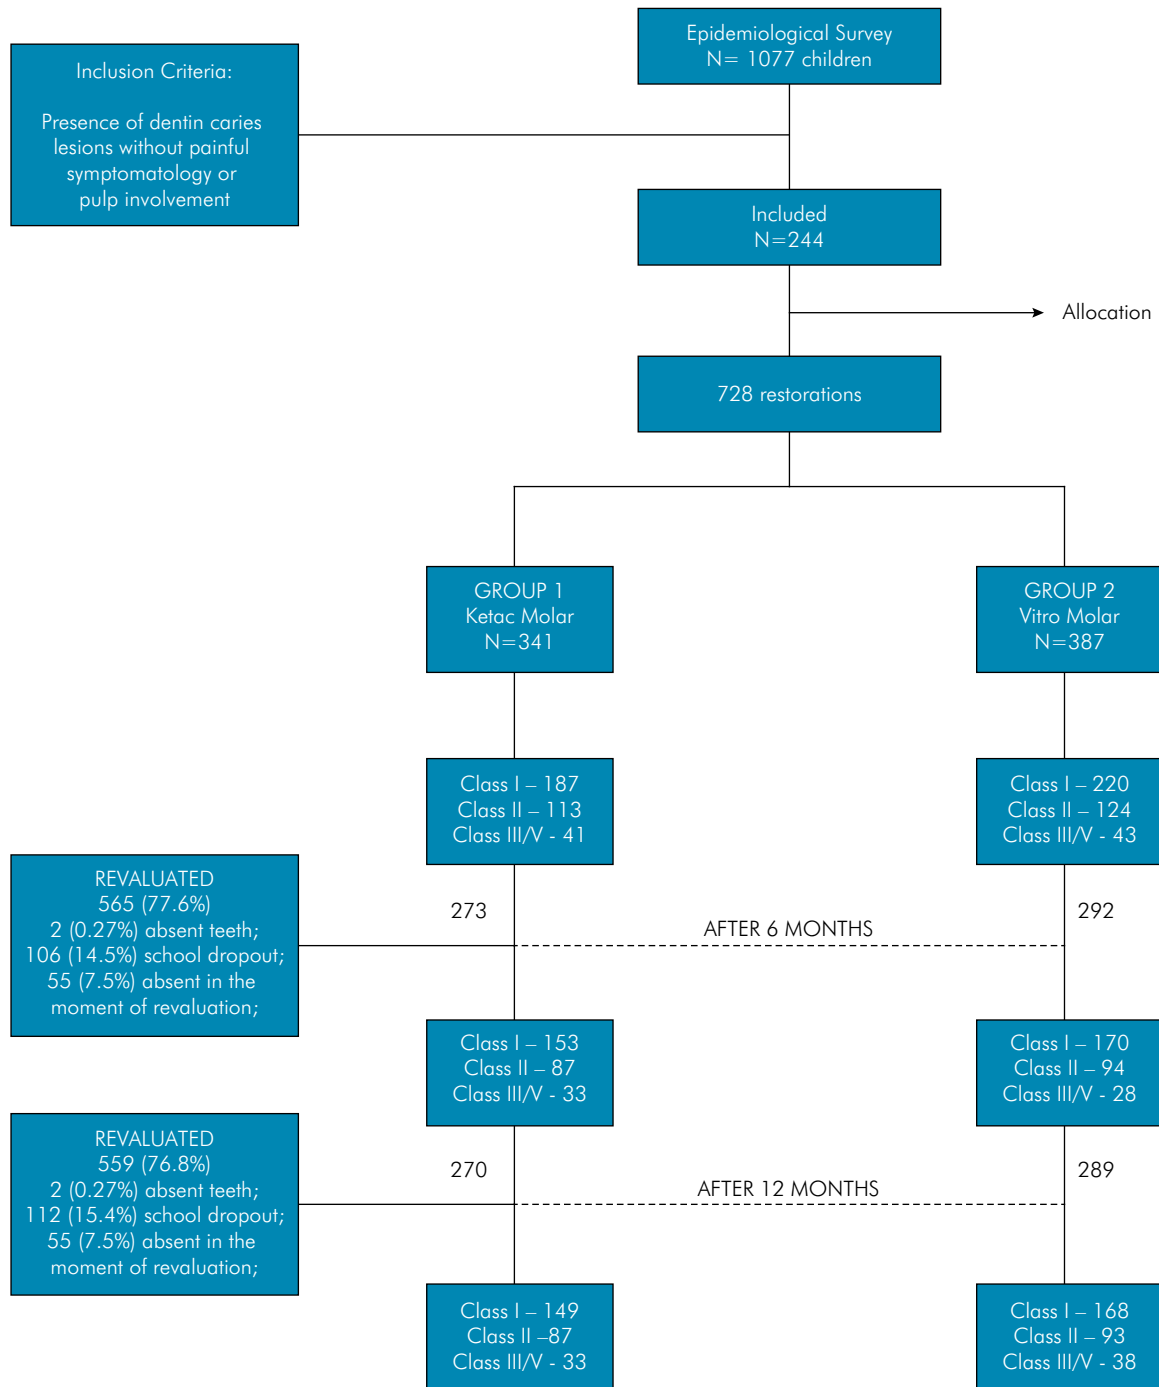 Epidemiological Survey
N= 1077 children
Inclusion Criteria:
Presence of dentin caries
lesions without painful
symptomatology or
pulp involvement
Included
N=244
Allocation
728 restorations
GROUP 1
Ketac Molar
N=341
GROUP 2
Vitro Molar
N=387
Class I – 187
Class II – 113
Class III/V - 41
Class I – 220
Class II – 124
Class III/V - 43
REVALUATED
565 (77.6%)
2 (0.27%) absent teeth;
106 (14.5%) school dropout;
55 (7.5%) absent in the
moment of revaluation;
273
AFTER 6 MONTHS
292
Class I – 153
Class II – 87
Class III/V - 33
Class I – 170
Class II – 94
Class III/V - 28
REVALUATED
559 (76.8%)
2 (0.27%) absent teeth;
112 (15.4%) school dropout;
55 (7.5%) absent in the
moment of revaluation;
270
AFTER 12 MONTHS
289
Class I – 149
Class II –87
Class III/V - 33
Class I – 168
Class II – 93
Class III/V - 38